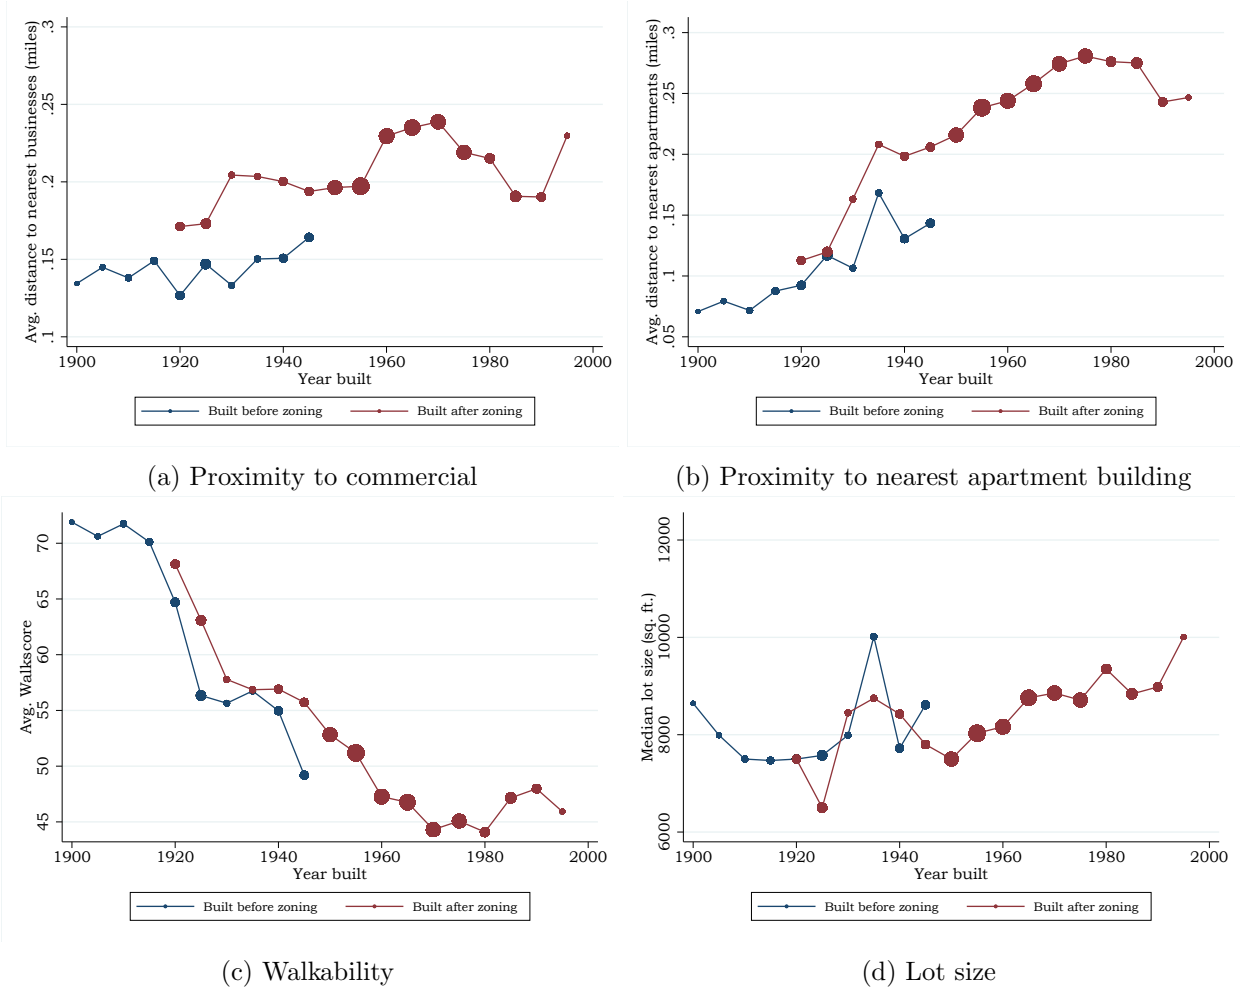 Avg. distance to nearest businesses (miles)
.3
.25
.2
.15
.1
1900 1920 1940 1960 1980 2000
Year built
Built before zoning Built after zoning
(a) Proximity to commercial
Avg. distance to nearest apartments (miles)
.3
.25
.2
.15
.1
.05
1900 1920 1940 1960 1980 2000
Year built
Built before zoning Built after zoning
(b) Proximity to nearest apartment building
Avg. Walkscore
70
65
60
55
50
45
1900 1920 1940 1960 1980 2000
Year built
Built before zoning Built after zoning
(c) Walkability
Median lot size (sq. ft.)
12000
10000
8000
6000
1900 1920 1940 1960 1980 2000
Year built
Built before zoning Built after zoning
(d) Lot size